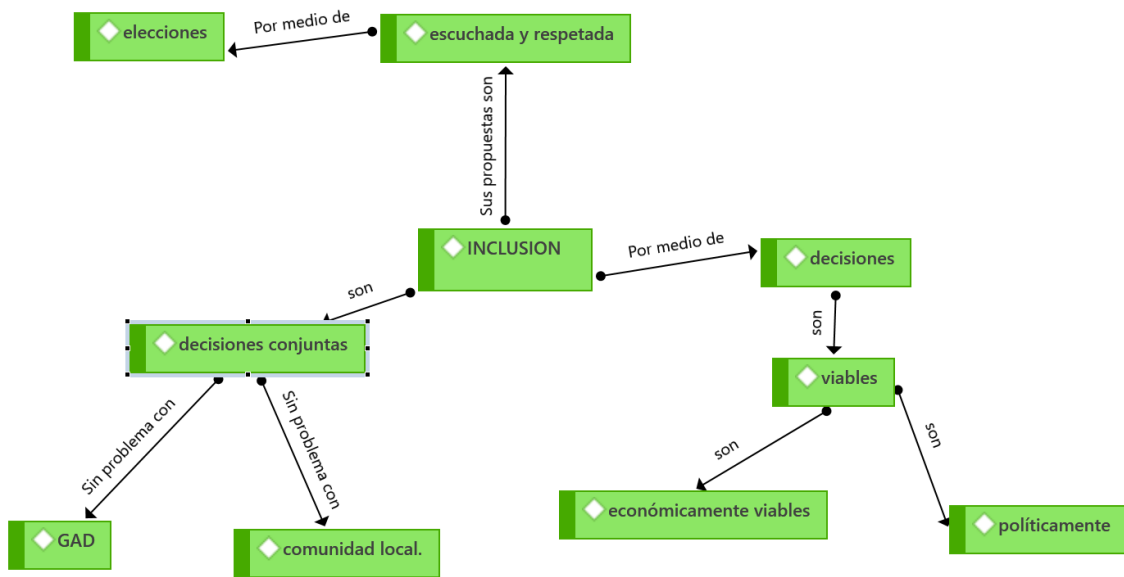 elecciones
Por medio de
escuchada y respetada
Sus propuestas son
INCLUSION
Por medio de
decisiones
son
decisiones conjuntas
son
viables
Sin problema con
Sin problema con
son
son
GAD
comunidad local.
económicamente viables
políticamente